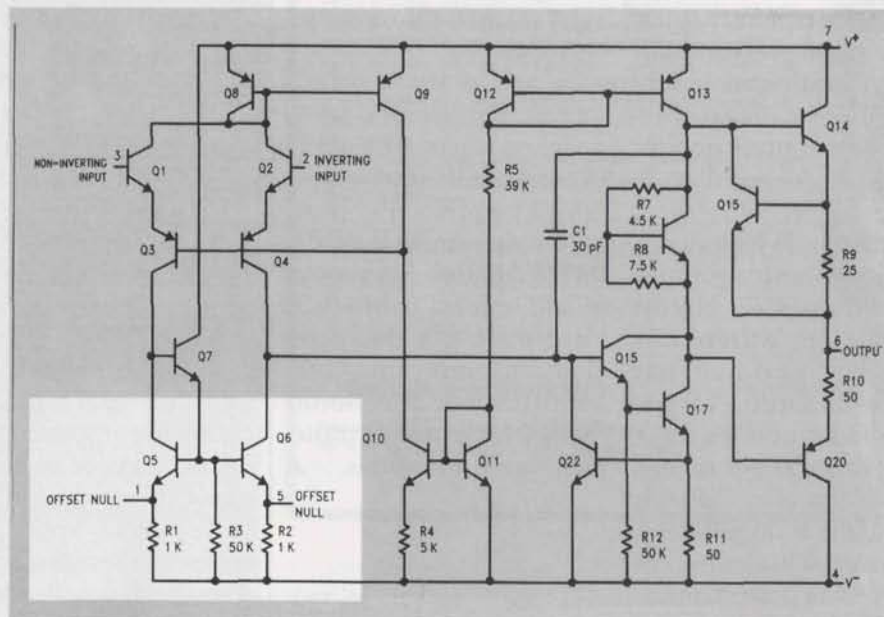 7
V+
Q8
Q9
Q12
Q13
Q14
NON-INVERTING
INPUT
3
Q1
Q2
2
INVERTING
INPUT
R5
39 K
Q15
C1
30 pF
R7
4.5 K
R8
7.5 K
R9
25
Q3
Q4
6
OUTPUT
Q7
Q15
R10
50
Q17
Q5
Q6
Q10
Q11
Q22
Q20
OFFSET NULL
1
5
OFFSET
NULL
R1
1 K
R3
50 K
R2
1 K
R4
5 K
R12
50 K
R11
50
4
V-